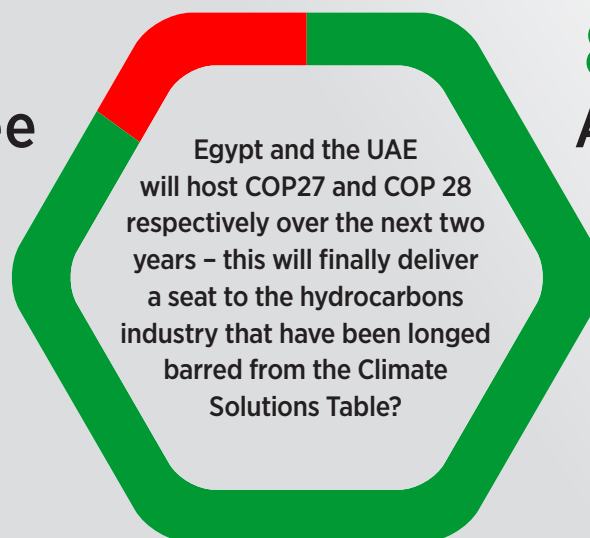 ee
Egypt and the UAE
will host COP27 and COP 28
respectively over the next two
years – this will finally deliver
a seat to the hydrocarbons
industry that have been longed
barred from the Climate
Solutions Table?